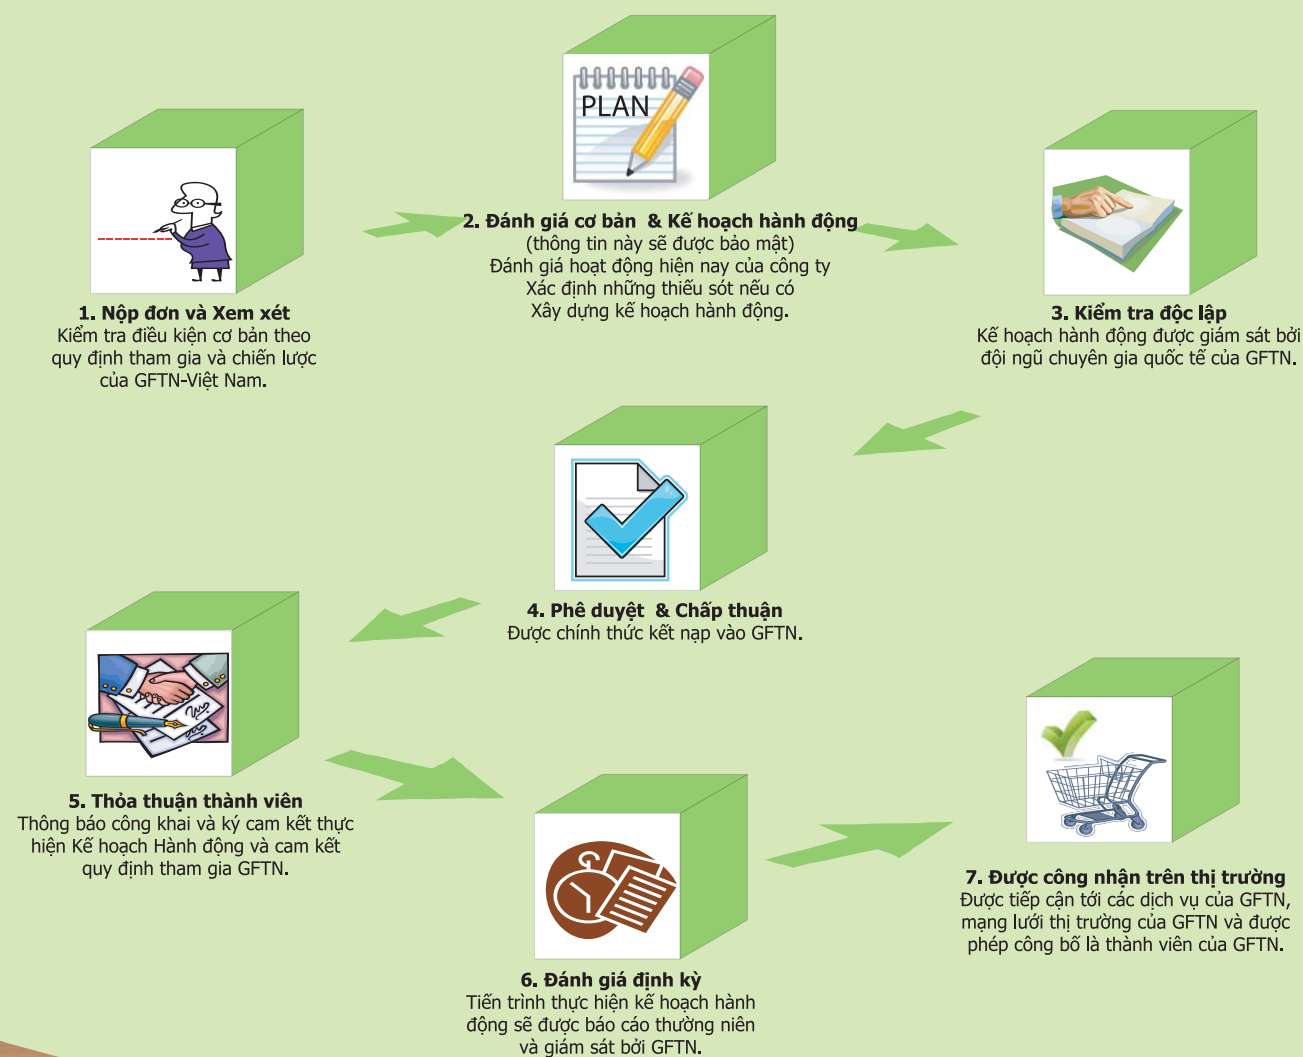 PLAN
1. Nộp đơn và Xem xét
Kiểm tra điều kiện cơ bản theo
quy định tham gia và chiến lược
của GFTN-Việt Nam.
2. Đánh giá cơ bản & Kế hoạch hành động
(thông tin này sẽ được bảo mật)
Đánh giá hoạt động hiện nay của công ty
Xác định những thiếu sót nếu có
Xây dựng kế hoạch hành động.
3. Kiểm tra độc lập
Kế hoạch hành động được giám sát bởi
đội ngũ chuyên gia quốc tế của GFTN.
4. Phê duyệt & Chấp thuận
Được chính thức kết nạp vào GFTN.
5. Thỏa thuận thành viên
Thông báo công khai và ký cam kết thực
hiện Kế hoạch Hành động và cam kết
quy định tham gia GFTN.
6. Đánh giá định kỳ
Tiến trình thực hiện kế hoạch hành
động sẽ được báo cáo thường niên
và giám sát bởi GFTN.
7. Được công nhận trên thị trường
Được tiếp cận tới các dịch vụ của GFTN,
mạng lưới thị trường của GFTN và được
phép công bố là thành viên của GFTN.